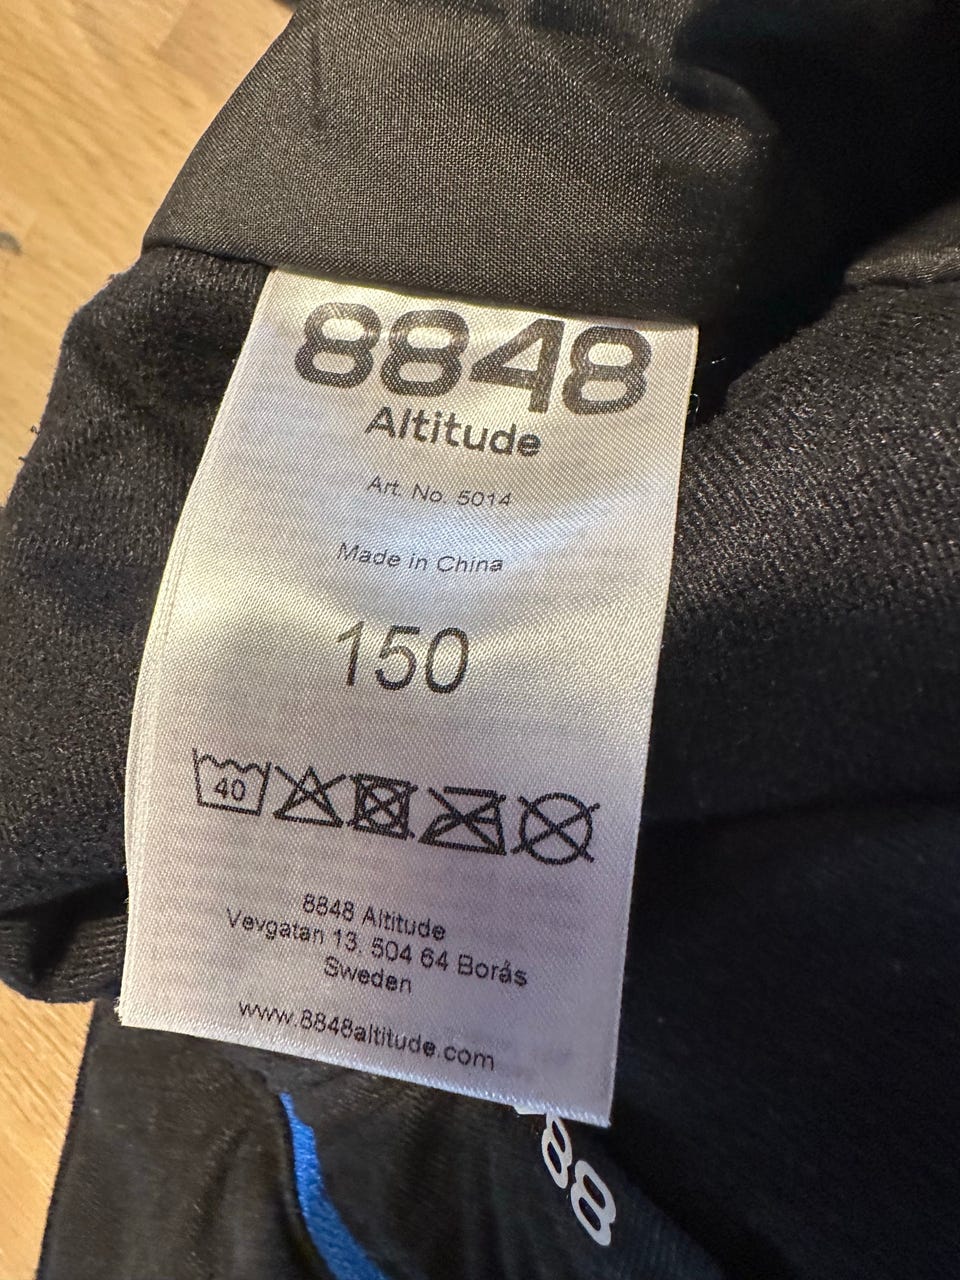 8848
Altitude
Art. No. 5014
Made in China
150
40
8848 Altitude
Vevgatan 13. 504 64 Borås
Sweden
www.8848altitude.com
88